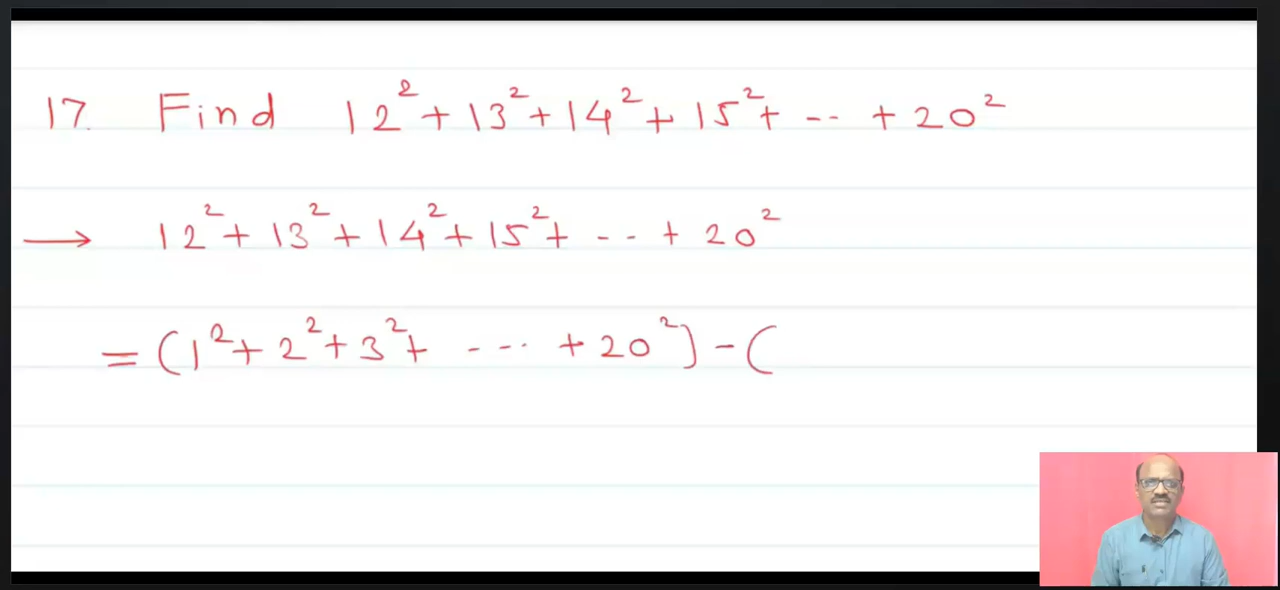 17. Find 12² + 13² + 14² + 15² + -- + 20²
→ 12² + 13² + 14² + 15² + -- + 20²
= (1² + 2² + 3² + ---- + 20²) - (